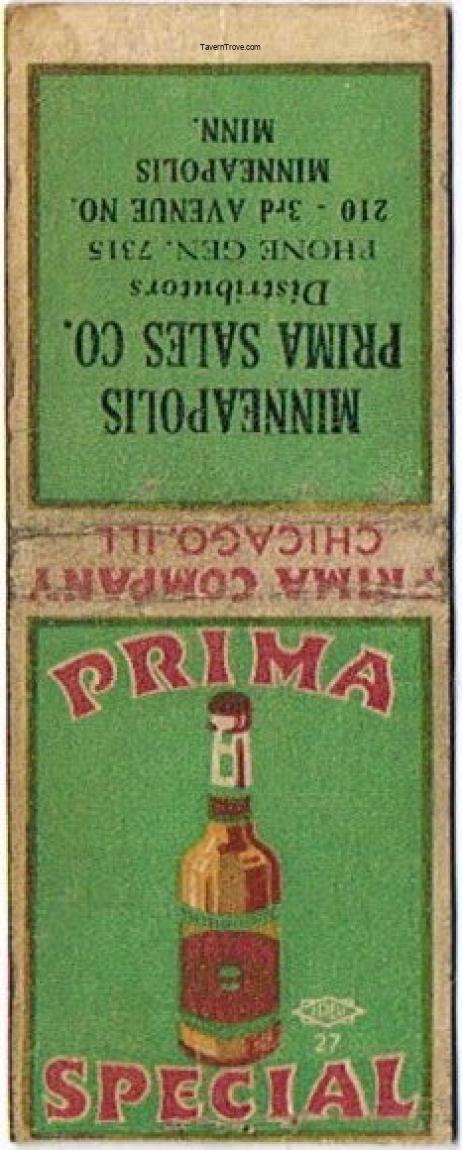 TavernTrove.com
MINNEAPOLIS
PRIMA SALES CO.
Distributors
PHONE GEN. 7315
210 - 3rd AVENUE NO.
MINNEAPOLIS
MINN.
PRIMA COMPANY
CHICAGO. ILL
PRIMA
27
SPECIAL